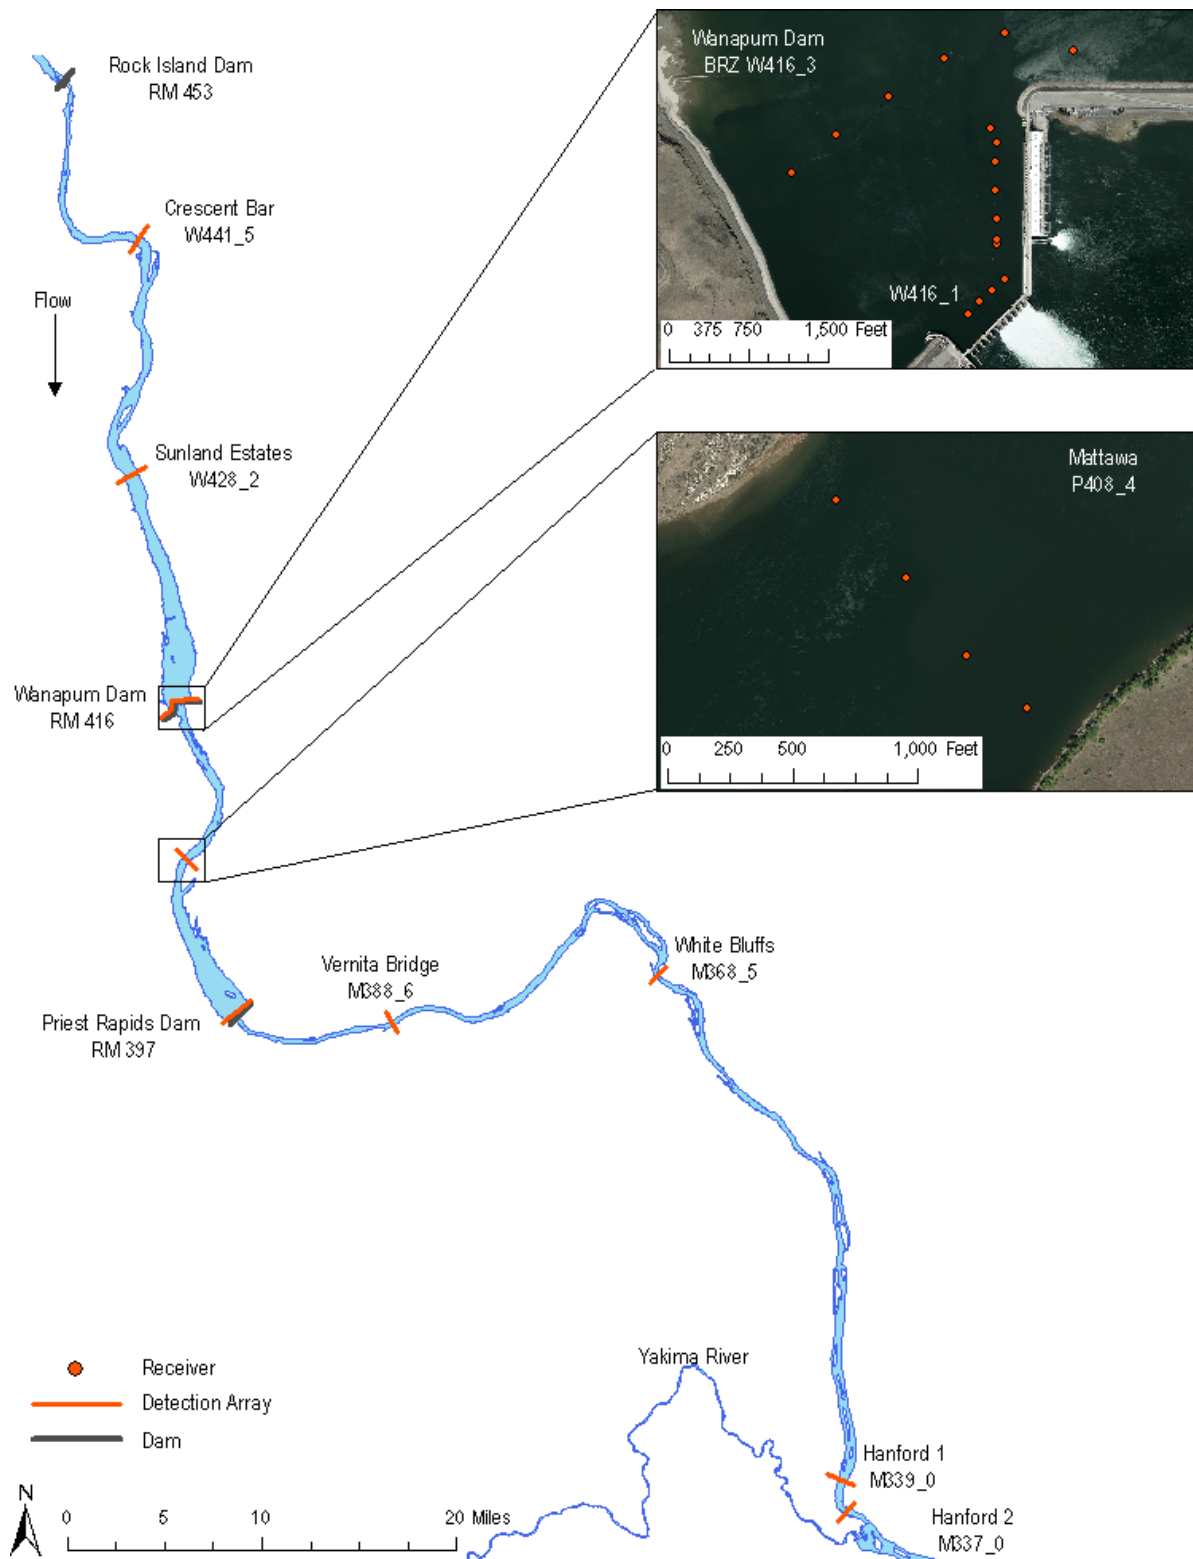 Rock Island Dam
RM 453
Crescent Bar
W441_5
Flow
Sunland Estates
W428_2
Wanapum Dam
RM 416
Wanapum Dam
BRZ W416_3
W416_1
0 375 750 1,500 Feet
Mattawa
P408_4
0 250 500 1,000 Feet
Priest Rapids Dam
RM 397
Vernita Bridge
M388_6
White Bluffs
M368_5
Yakima River
Hanford 1
M339_0
Hanford 2
M337_0
Receiver
Detection Array
Dam
N
0 5 10 20 Miles